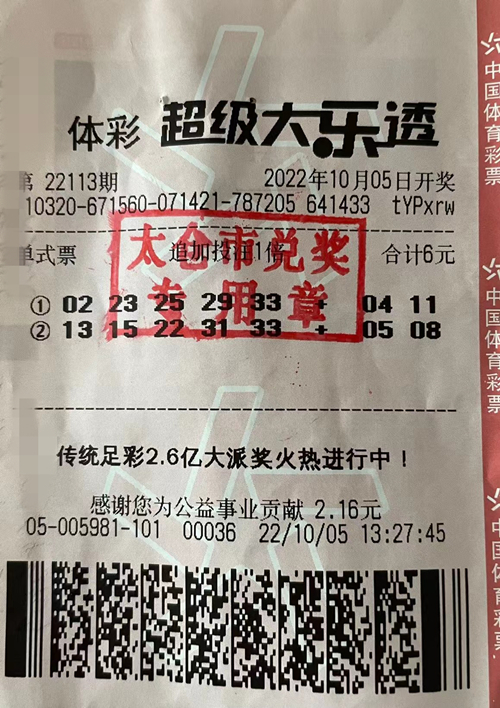 体彩 超级大乐透
第 22113期 2022年10月05日开奖
110320-671560-071421-787205 641433 tYPxrw
单式票 追加投注1倍 合计6元
太仓市兑奖
专用章
① 02 23 25 29 33 + 04 11
② 13 15 22 31 33 + 05 08
传统足彩2.6亿大派奖火热进行中！
感谢您为公益事业贡献 2.16元
05-005981-101 00036 22/10/05 13:27:45
中国体育彩票
中国体育彩票
中国体育彩票